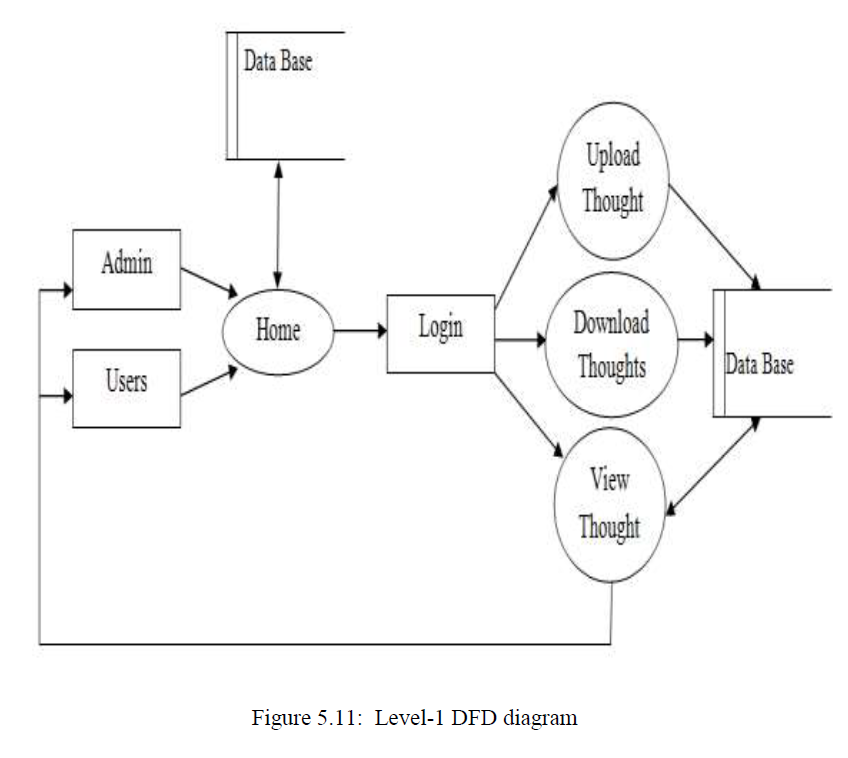 Data Base
Upload
Thought
Admin
Home
Login
Download
Thoughts
Users
Data Base
View
Thought
Figure 5.11:  Level-1 DFD diagram